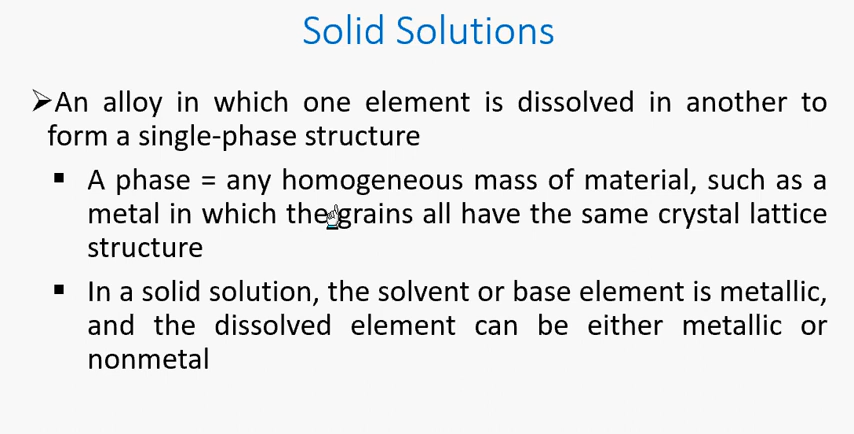 Solid Solutions
➢An alloy in which one element is dissolved in another to
form a single-phase structure
▪ A phase = any homogeneous mass of material, such as a
metal in which the grains all have the same crystal lattice
structure
▪ In a solid solution, the solvent or base element is metallic,
and the dissolved element can be either metallic or
nonmetal